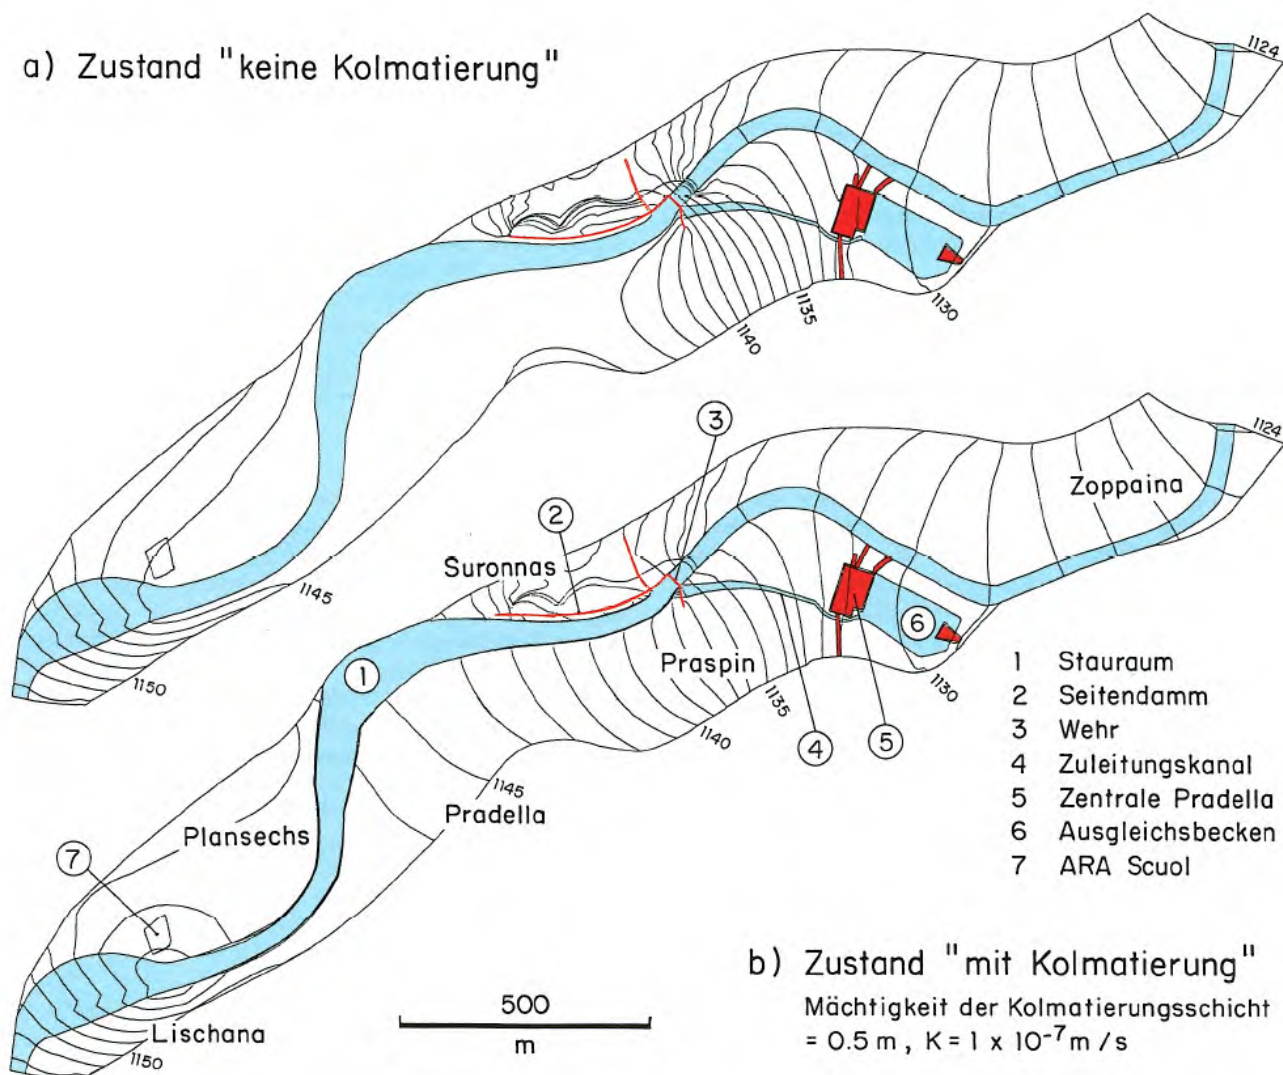 a) Zustand "keine Kolmatierung"
1124
1130
1135
1140
1145
1150
3
1124
Zoppaina
2
Suronnas
Praspin
6
1
1130
1135
1140
4
5
1145
Pradella
Plansechs
7
Lischana
1150
500
m
1 Stauraum
2 Seitendamm
3 Wehr
4 Zuleitungskanal
5 Zentrale Pradella
6 Ausgleichsbecken
7 ARA Scuol
b) Zustand "mit Kolmatierung"
Mächtigkeit der Kolmatierungsschicht
= 0.5 m , K = 1 x 10⁻⁷ m / s